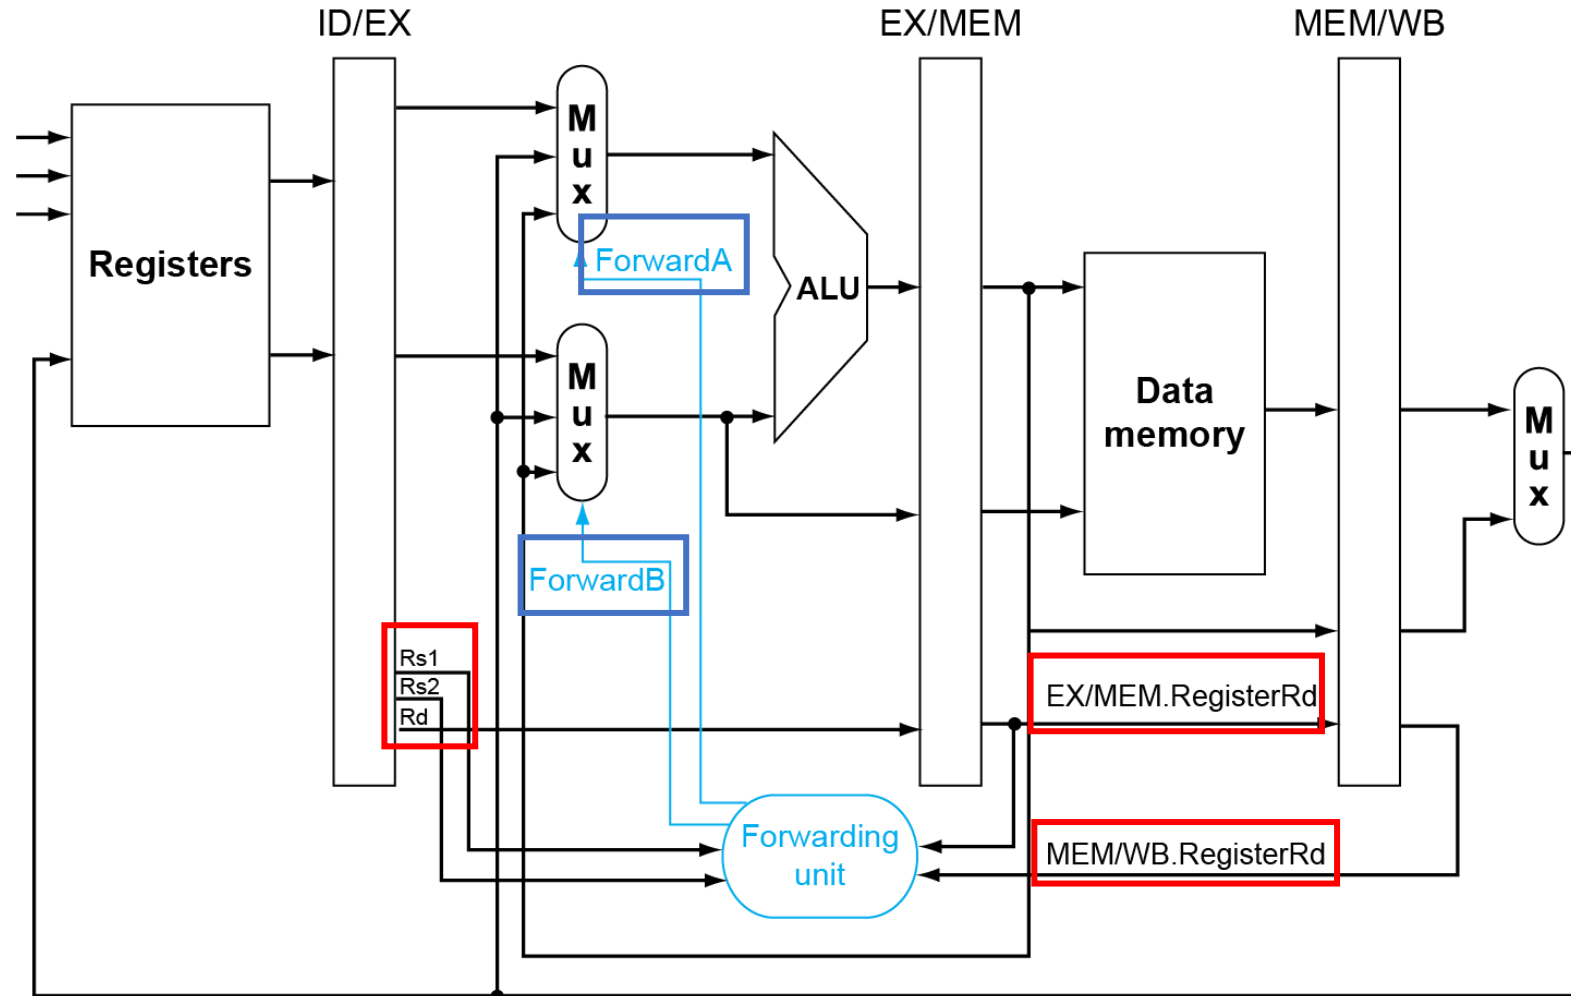 ID/EX
EX/MEM
MEM/WB
M
u
x
Registers
ForwardA
ALU
M
u
x
Data
memory
M
u
x
ForwardB
Rs1
Rs2
Rd
EX/MEM.RegisterRd
Forwarding
unit
MEM/WB.RegisterRd